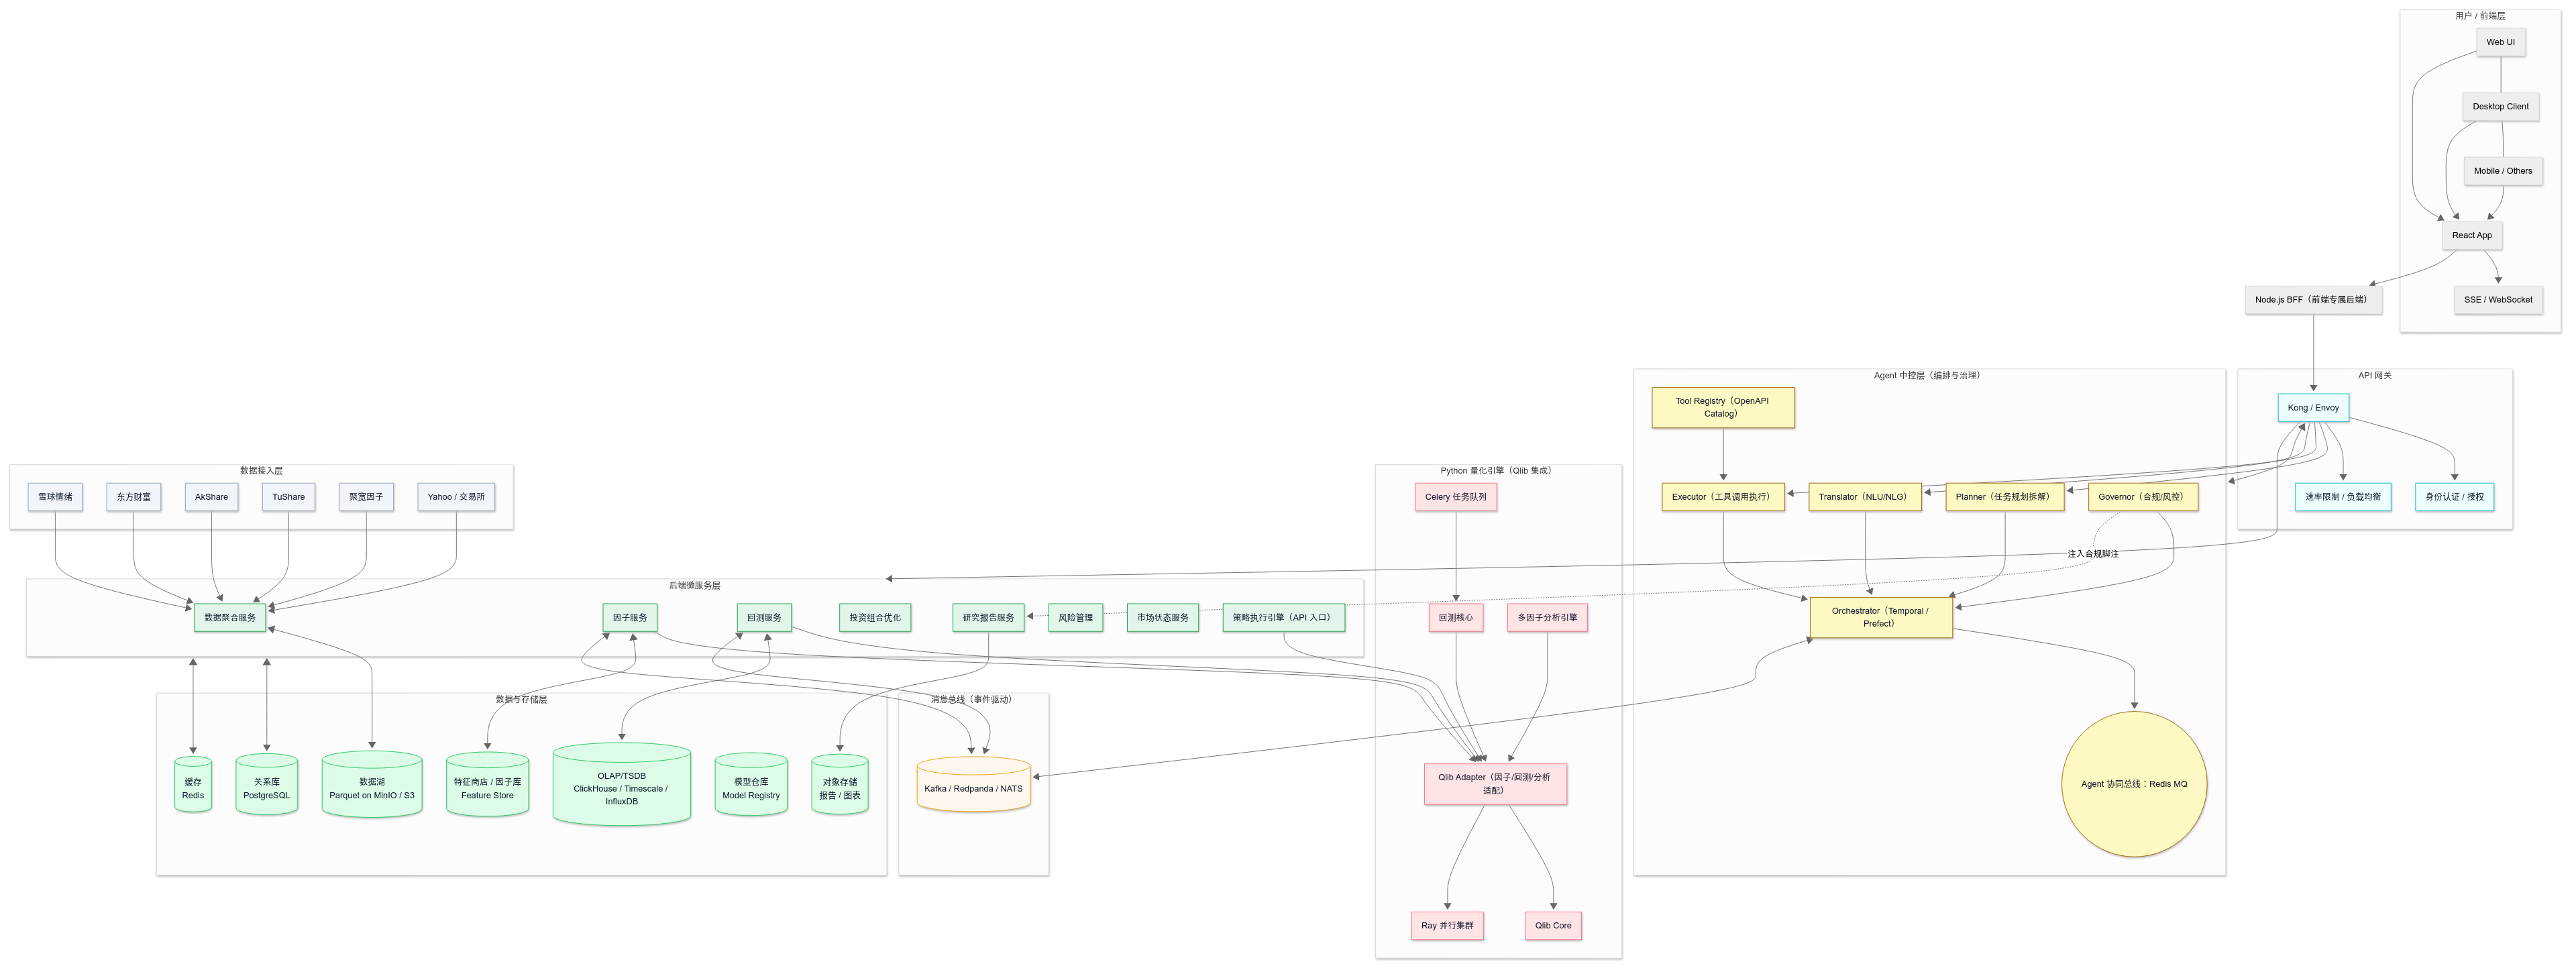 用户 / 前端层
Web UI
Desktop Client
Mobile / Others
React App
SSE / WebSocket
Node.js BFF（前端专属后端）
API 网关
Kong / Envoy
速率限制 / 负载均衡
身份认证 / 授权
Agent 中控层（编排与治理）
Tool Registry（OpenAPI
Catalog）
Executor（工具调用执行）
Translator（NLU/NLG）
Planner（任务规划拆解）
Governor（合规/风控）
注入合规脚注
Orchestrator（Temporal /
Prefect）
Agent 协同总线：Redis MQ
Python 量化引擎（Qlib 集成）
Celery 任务队列
回测核心
多因子分析引擎
Qlib Adapter（因子/回测/分析
适配）
Ray 并行集群
Qlib Core
数据接入层
雪球情绪
东方财富
AkShare
TuShare
聚宽因子
Yahoo / 交易所
后端微服务层
数据聚合服务
因子服务
回测服务
投资组合优化
研究报告服务
风险管理
市场状态服务
策略执行引擎（API 入口）
数据与存储层
缓存
Redis
关系库
PostgreSQL
数据湖
Parquet on MinIO / S3
特征商店 / 因子库
Feature Store
OLAP/TSDB
ClickHouse / Timescale /
InfluxDB
模型仓库
Model Registry
对象存储
报告 / 图表
消息总线（事件驱动）
Kafka / Redpanda / NATS